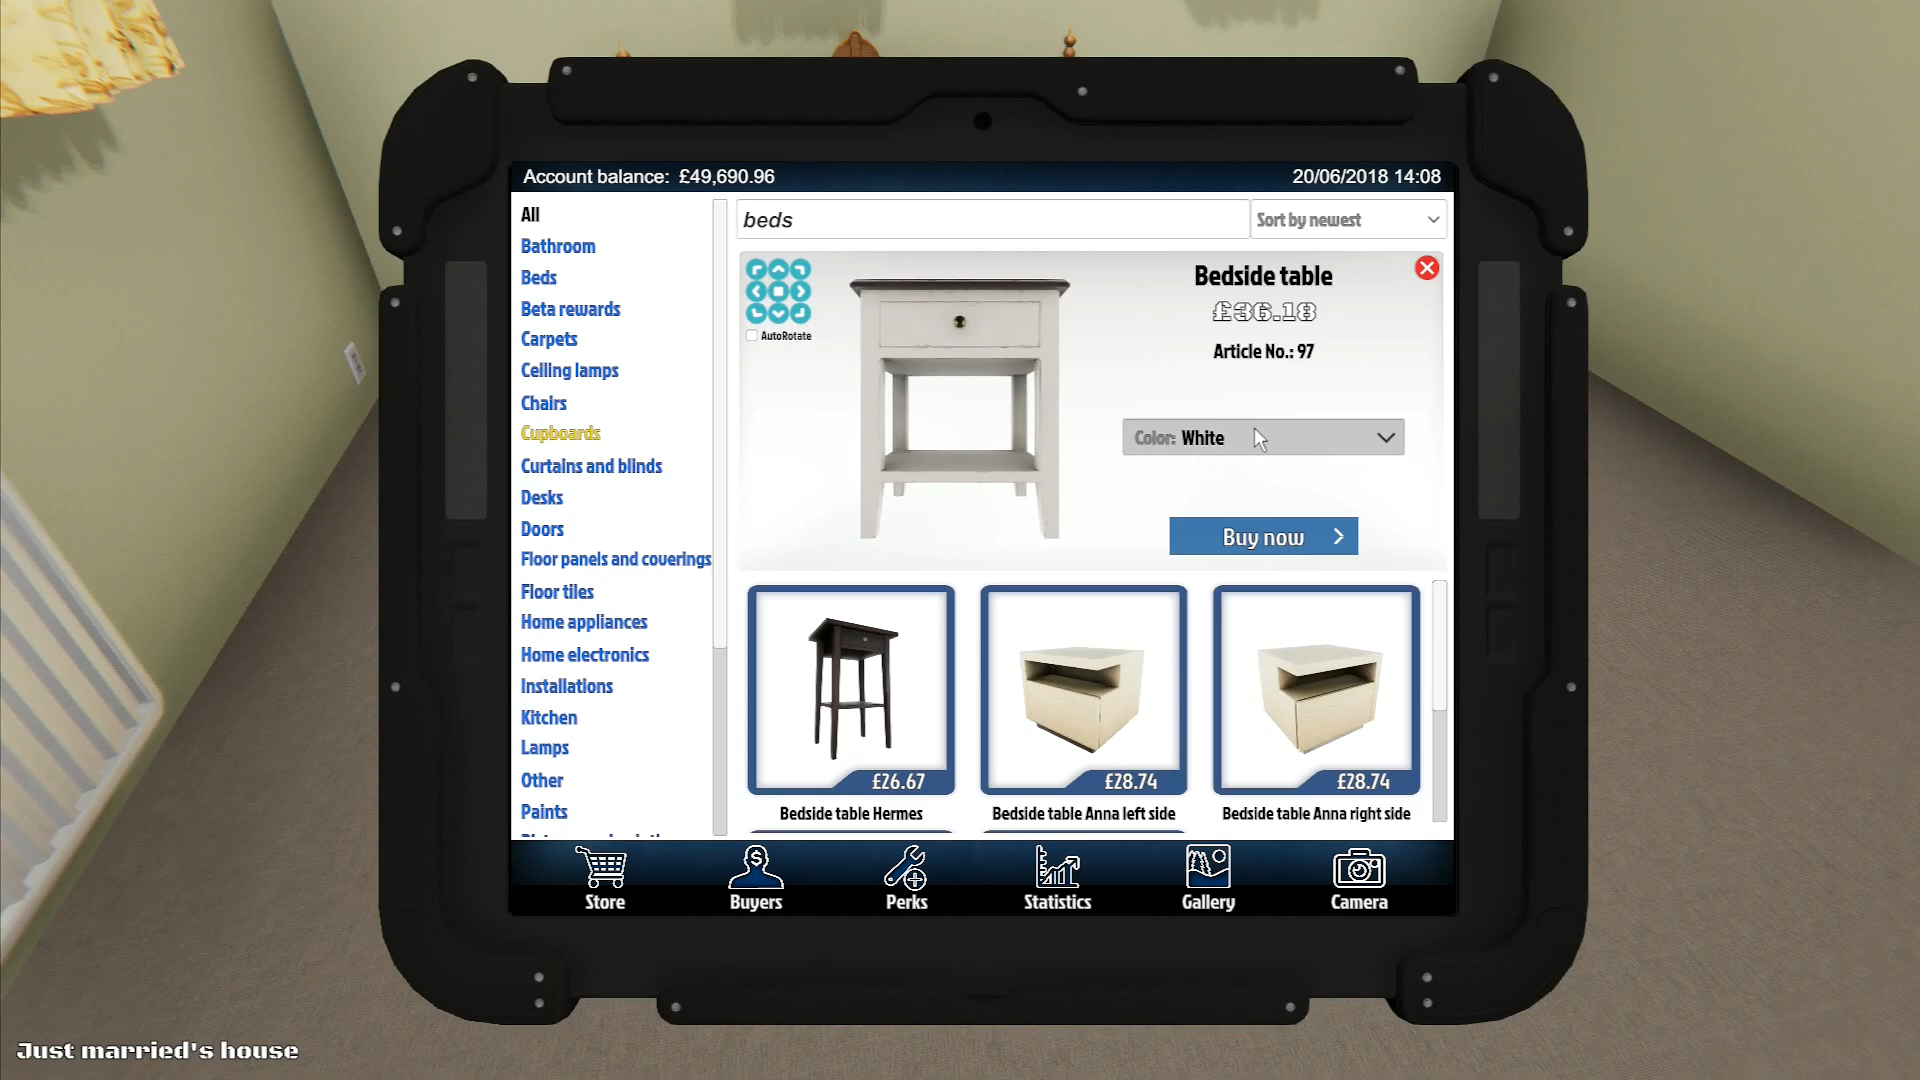 Account balance: £49,690.96
20/06/2018 14:08
All
Bathroom
Beds
Beta rewards
Carpets
Ceiling lamps
Chairs
Cupboards
Curtains and blinds
Desks
Doors
Floor panels and coverings
Floor tiles
Home appliances
Home electronics
Installations
Kitchen
Lamps
Other
Paints
beds
Sort by newest
AutoRotate
Bedside table
£36.18
Article No.: 97
Color: White
Buy now
£26.67
£28.74
£28.74
Bedside table Hermes
Bedside table Anna left side
Bedside table Anna right side
Store
Buyers
Perks
Statistics
Gallery
Camera
Just married's house